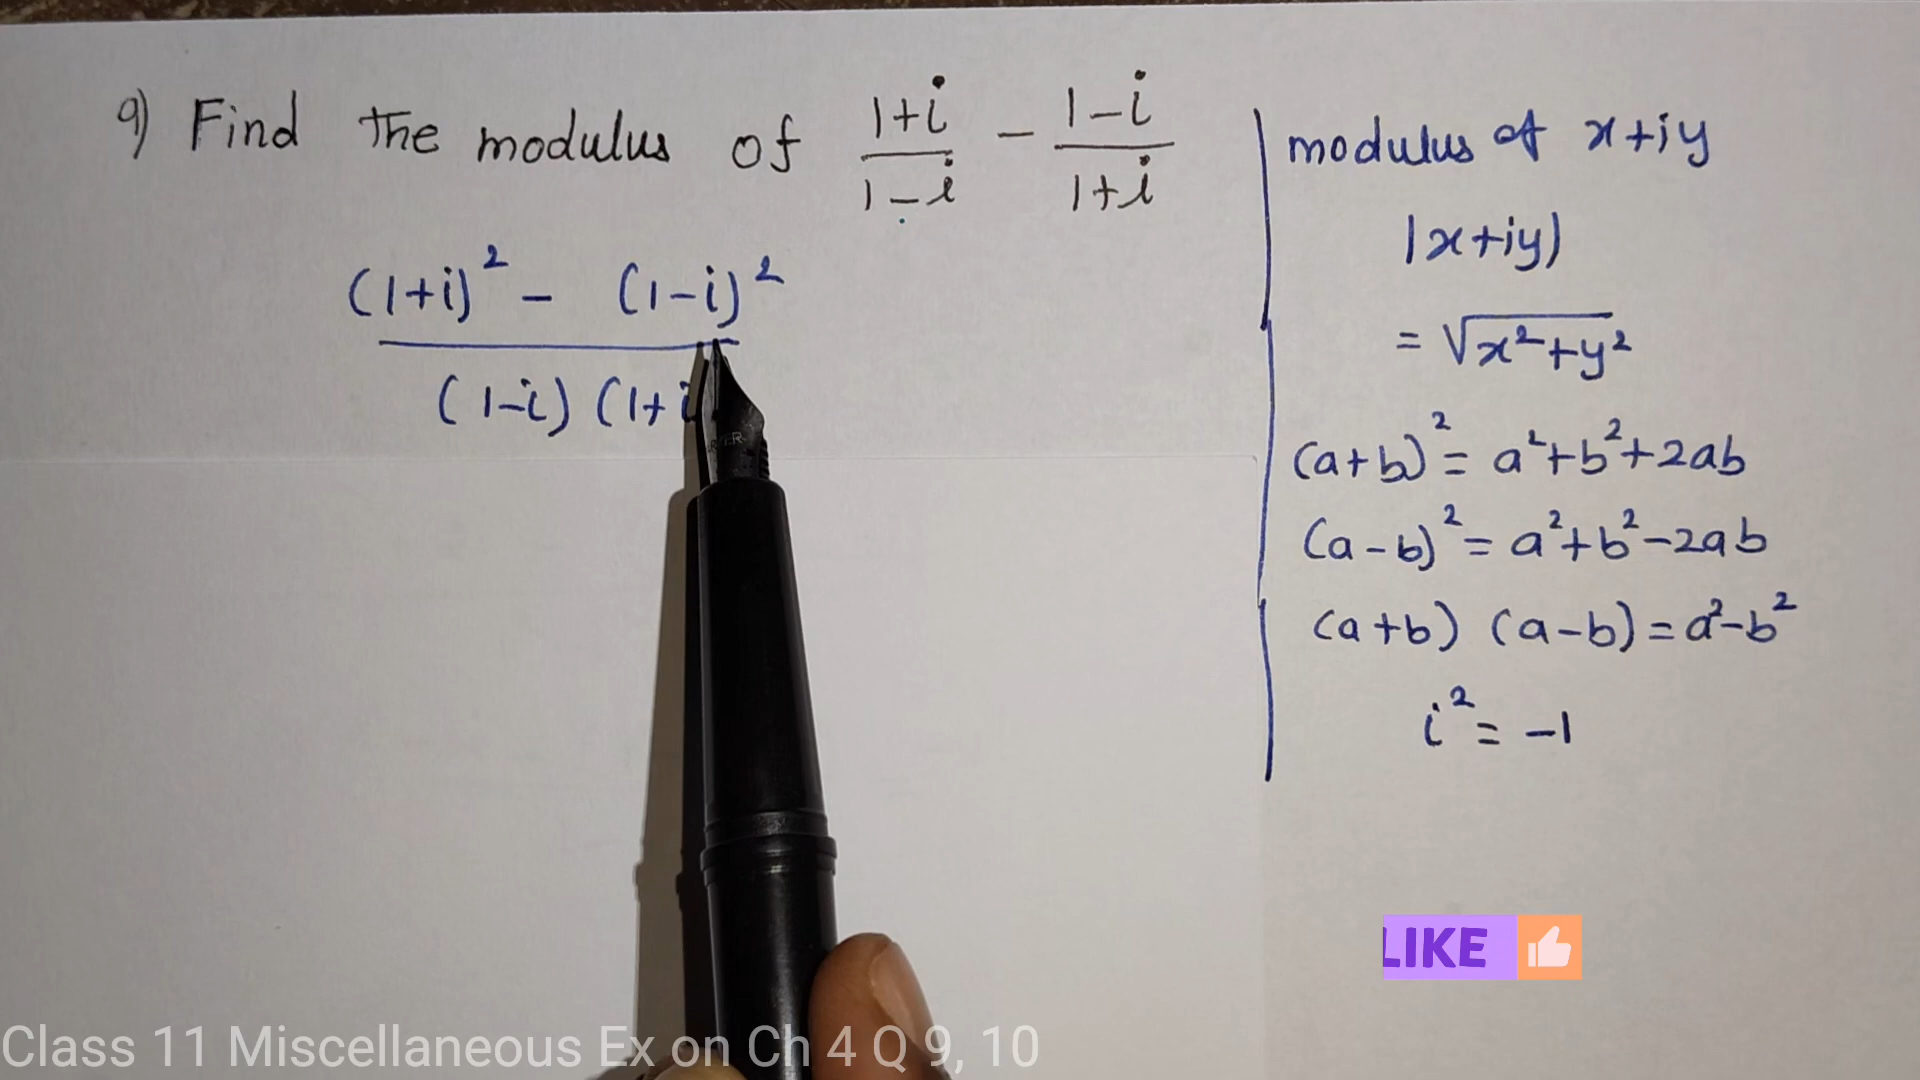 9) Find the modulus of (1+i)/(1-i) - (1-i)/(1+i)
(1+i)² - (1-i)²
(1-i) (1+i
modulus of x+iy
|x+iy)
= √x²+y²
(a+b)² = a²+b²+2ab
(a-b)² = a²+b²-2ab
(a+b) (a-b) = a²-b²
i² = -1
LIKE
Class 11 Miscellaneous Ex on Ch 4 Q 9, 10